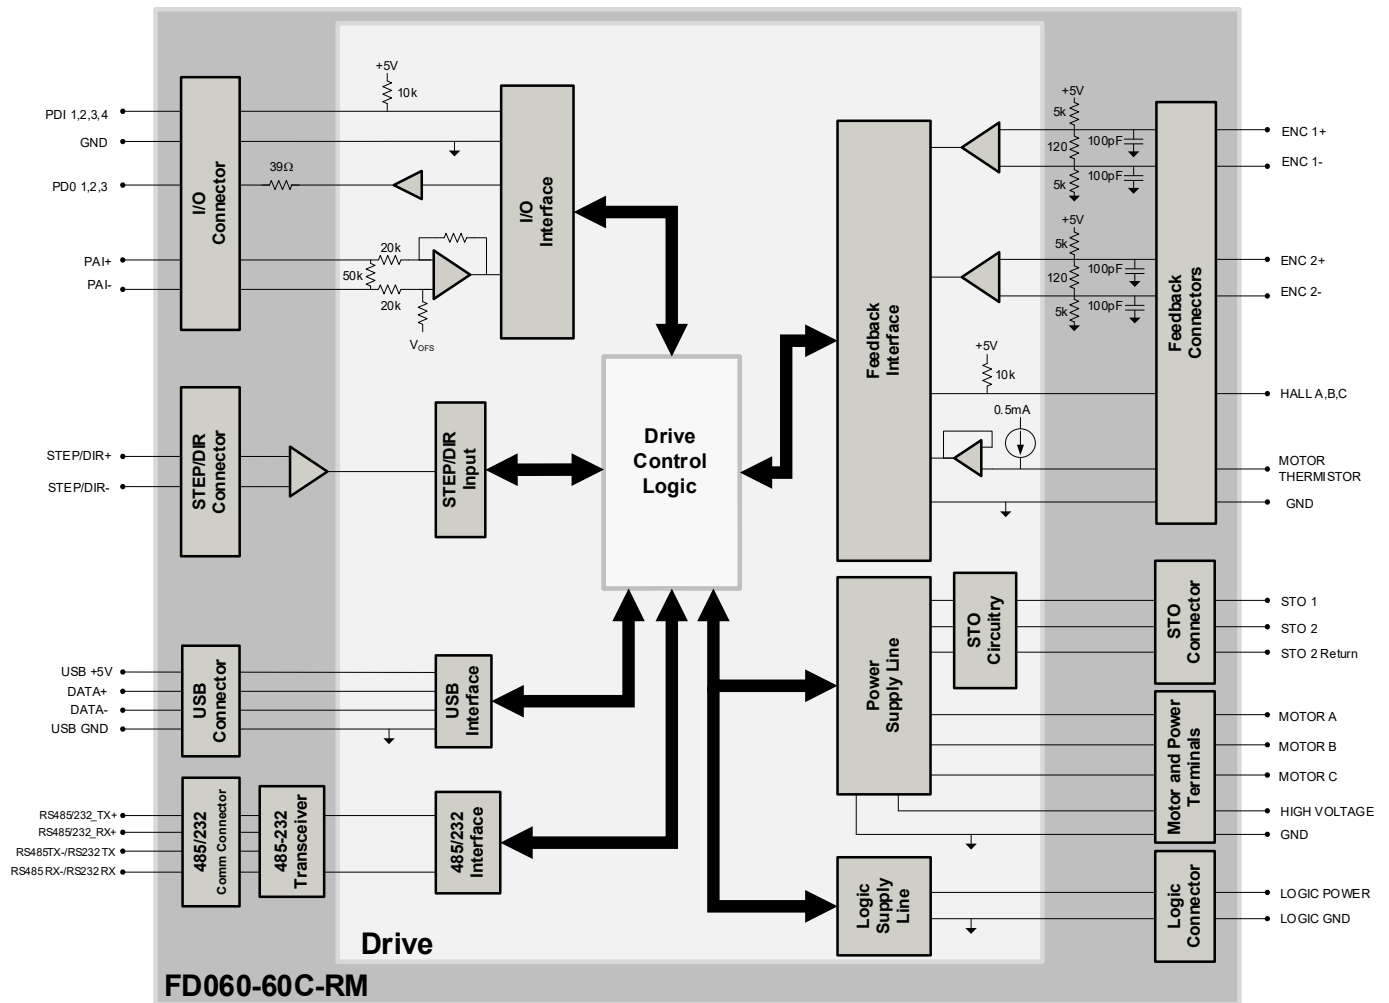 PDI 1,2,3,4
GND
PD0 1,2,3
PAI+
PAI-
I/O
Connector
+5V
10k
39Ω
20k
50k
20k
VOFS
I/O
Interface
STEP/DIR+
STEP/DIR-
STEP/DIR
Connector
STEP/DIR
Input
USB +5V
DATA+
DATA-
USB GND
USB
Connector
USB
Interface
RS485/232_TX+
RS485/232_RX+
RS485TX-/RS232 TX
RS485 RX-/RS232 RX
485/232
Comm Connector
485-232
Transceiver
485/232
Interface
Drive
Control
Logic
Feedback
Interface
+5V
5k
120
5k
100pF
100pF
+5V
5k
120
5k
100pF
100pF
+5V
10k
0.5mA
Feedback
Connectors
ENC 1+
ENC 1-
ENC 2+
ENC 2-
HALL A,B,C
MOTOR
THERMISTOR
GND
Power
Supply Line
STO
Circuitry
STO
Connector
STO 1
STO 2
STO 2 Return
Motor and Power
Terminals
MOTOR A
MOTOR B
MOTOR C
HIGH VOLTAGE
GND
Logic
Supply
Line
Logic
Connector
LOGIC POWER
LOGIC GND
Drive
FD060-60C-RM